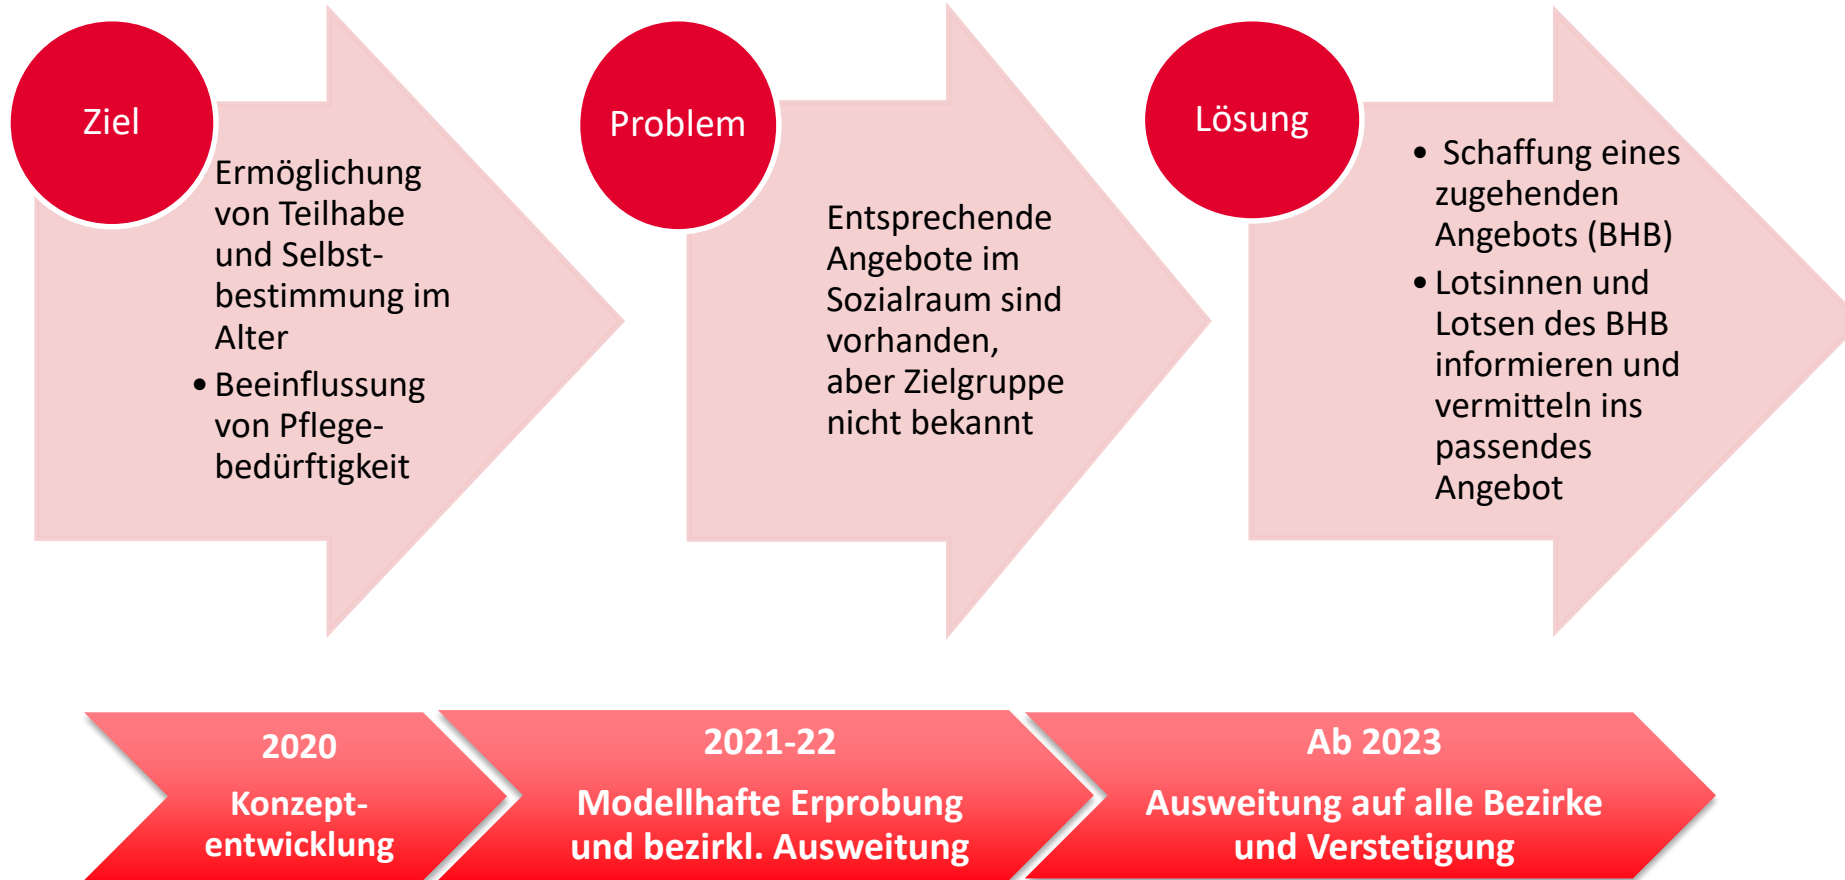 Ziel
Ermöglichung
von Teilhabe
und Selbst-
bestimmung im
Alter
• Beeinflussung
von Pflege-
bedürftigkeit
Problem
Entsprechende
Angebote im
Sozialraum sind
vorhanden,
aber Zielgruppe
nicht bekannt
Lösung
• Schaffung eines
zugehenden
Angebots (BHB)
• Lotsinnen und
Lotsen des BHB
informieren und
vermitteln ins
passendes
Angebot
2020
Konzept-
entwicklung
2021-22
Modellhafte Erprobung
und bezirkl. Ausweitung
Ab 2023
Ausweitung auf alle Bezirke
und Verstetigung